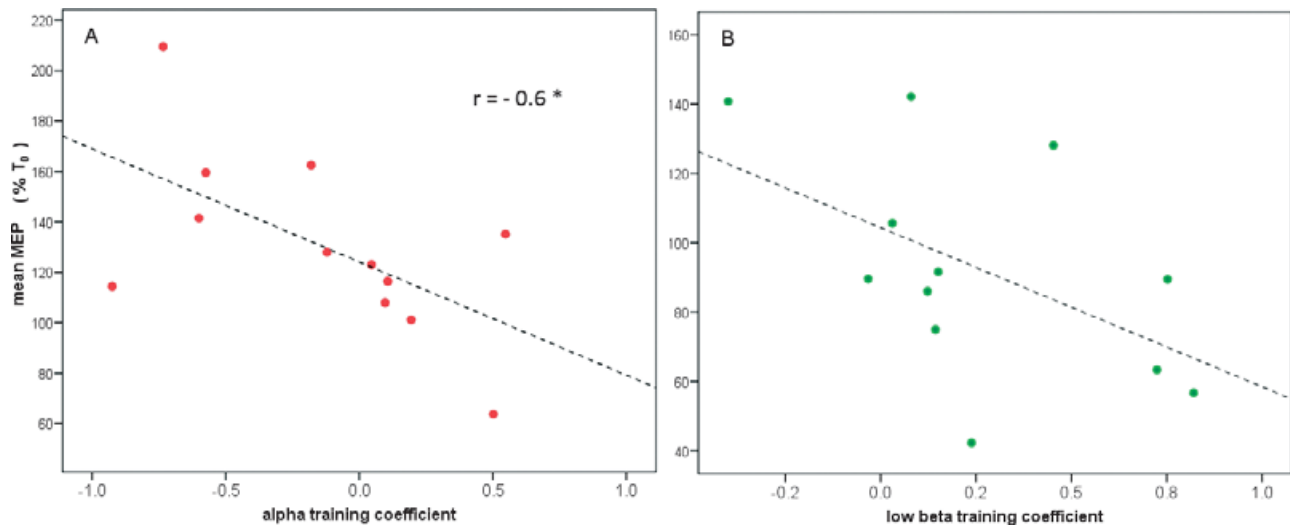 A
r = - 0.6 *
mean MEP ( % T₀ )
220
200
180
160
140
120
100
80
60
-1.0 -0.5 0.0 0.5 1.0
alpha training coefficient
B
160
140
120
100
80
60
40
-0.2 0.0 0.2 0.5 0.8 1.0
low beta training coefficient